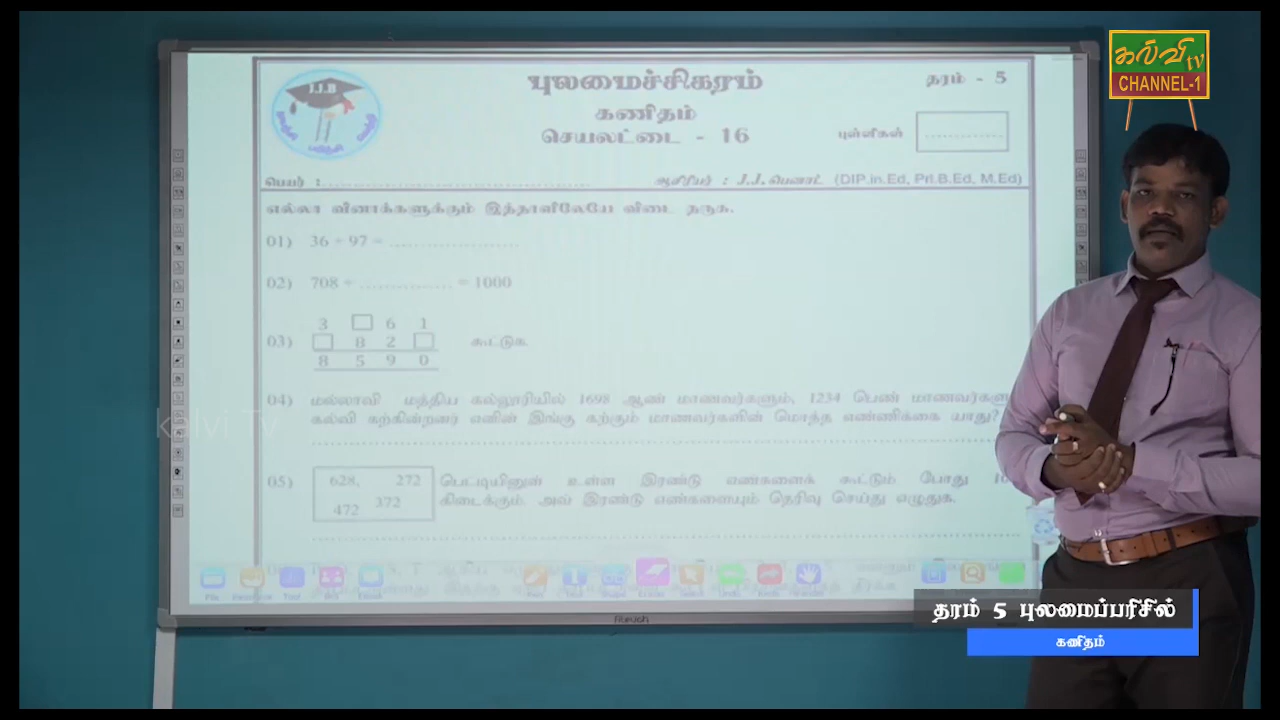 கல்வி tv
CHANNEL-1
J.J.B
புலமைச்சிகரம்
தரம் - 5
கணிதம்
செயலட்டை - 16
புள்ளிகள் ..............
பெயர் :......................................................
ஆசிரியர் : J.J.பெனாட் (DIP.in.Ed, Prl.B.Ed, M.Ed)
எல்லா வினாக்களுக்கும் இத்தாளிலேயே விடை தருக.
01) 36 + 97 = ......................
02) 708 + ................ = 1000
3 □ 6 1
03) □ 8 2 □ கூட்டுக
8 5 9 0
04) மல்லாவி மத்திய கல்லூரியில் 1698 ஆண் மாணவர்களும், 1234 பெண்
கல்வி கற்கின்றனர் எனின் இங்கு கற்கும் மாணவர்களின் மொத்த எண்ணிக்கை யாது?
05) 628, 272 பெட்டியினுள் உள்ள இரண்டு எண்களைக் கூட்டும் போது
472 372 கிடைக்கும். அவ் இரண்டு எண்களையும் தெரிவு செய்து எழுதுக.
Kalvi TV
தரம் 5 புலமைப்பரிசில்
கணிதம்